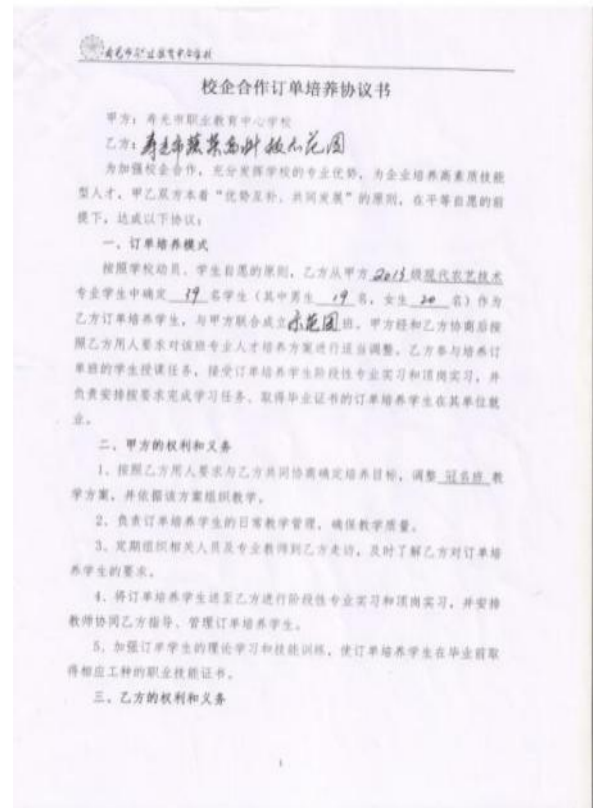 寿光市职业教育中心学校
校企合作订单培养协议书
甲方：寿光市职业教育中心学校
乙方：寿光市蔬菜高科技示范园
为加强校企合作，充分发挥学校的专业优势，为企业培养高素质技能
型人才，甲乙双方本着“优势互补，共同发展”的原则，在平等自愿的前
提下，达成以下协议：
一、订单培养模式
按照学校动员、学生自愿的原则，乙方从甲方 2013 级现代农艺技术
专业学生中确定 39 名学生（其中男生 19 名，女生 20 名）作为
乙方订单培养学生，与甲方联合成立示范园班。甲方经和乙方协商后按
照乙方用人要求对该班专业人才培养方案进行适当调整。乙方参与培养订
单班的学生授课任务，接受订单培养学生阶段性专业实习和顶岗实习，并
负责安排按要求完成学习任务、取得毕业证书的订单培养学生在其单位就
业。
二、甲方的权利和义务
1、按照乙方用人要求与乙方共同协商确定培养目标，调整 冠名班 教
学方案，并依据该方案组织教学。
2、负责订单培养学生的日常教学管理，确保教学质量。
3、定期组织相关人员及专业教师到乙方走访，及时了解乙方对订单培
养学生的要求。
4、将订单培养学生送至乙方进行阶段性专业实习和顶岗实习，并安排
教师协同乙方指导、管理订单培养学生。
5、加强订单学生的理论学习和技能训练，使订单培养学生在毕业前取
得相应工种的职业技能证书。
三、乙方的权利和义务
1